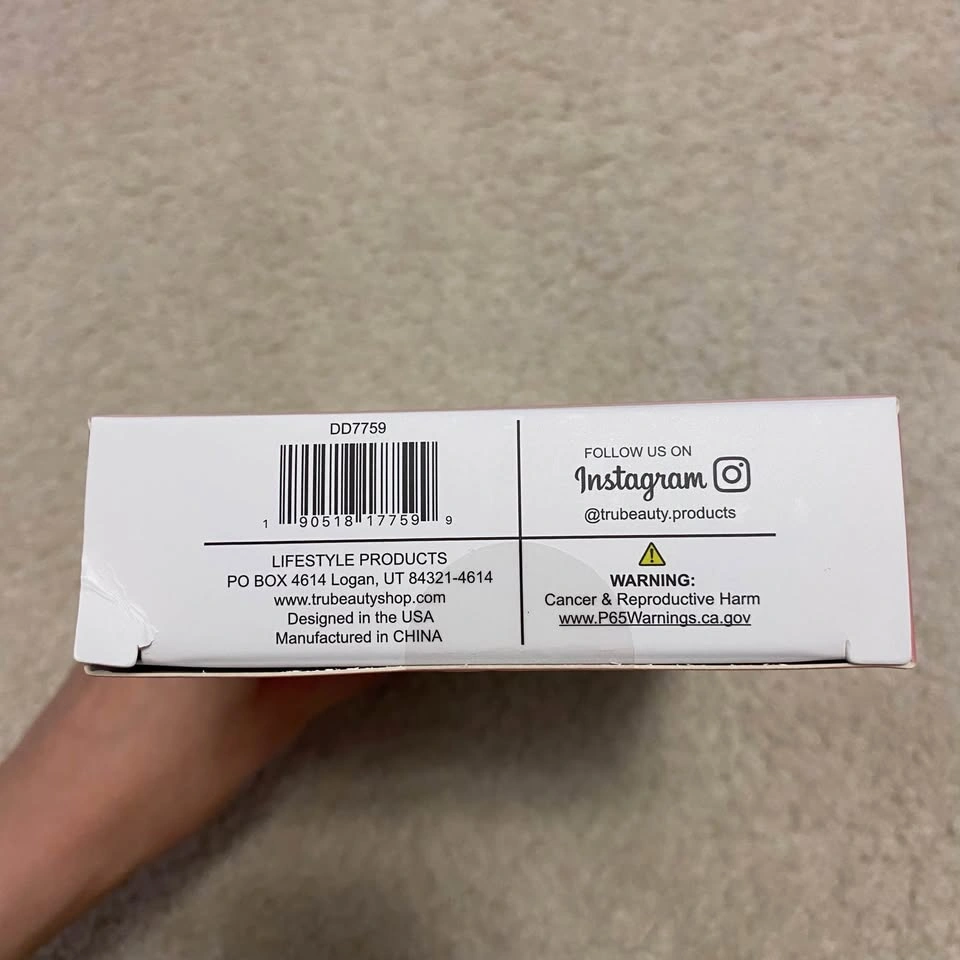 DD7759
1 90518 17759 9
LIFESTYLE PRODUCTS
PO BOX 4614 Logan, UT 84321-4614
www.trubeautyshop.com
Designed in the USA
Manufactured in CHINA
FOLLOW US ON
Instagram
@trubeauty.products
WARNING:
Cancer & Reproductive Harm
www.P65Warnings.ca.gov